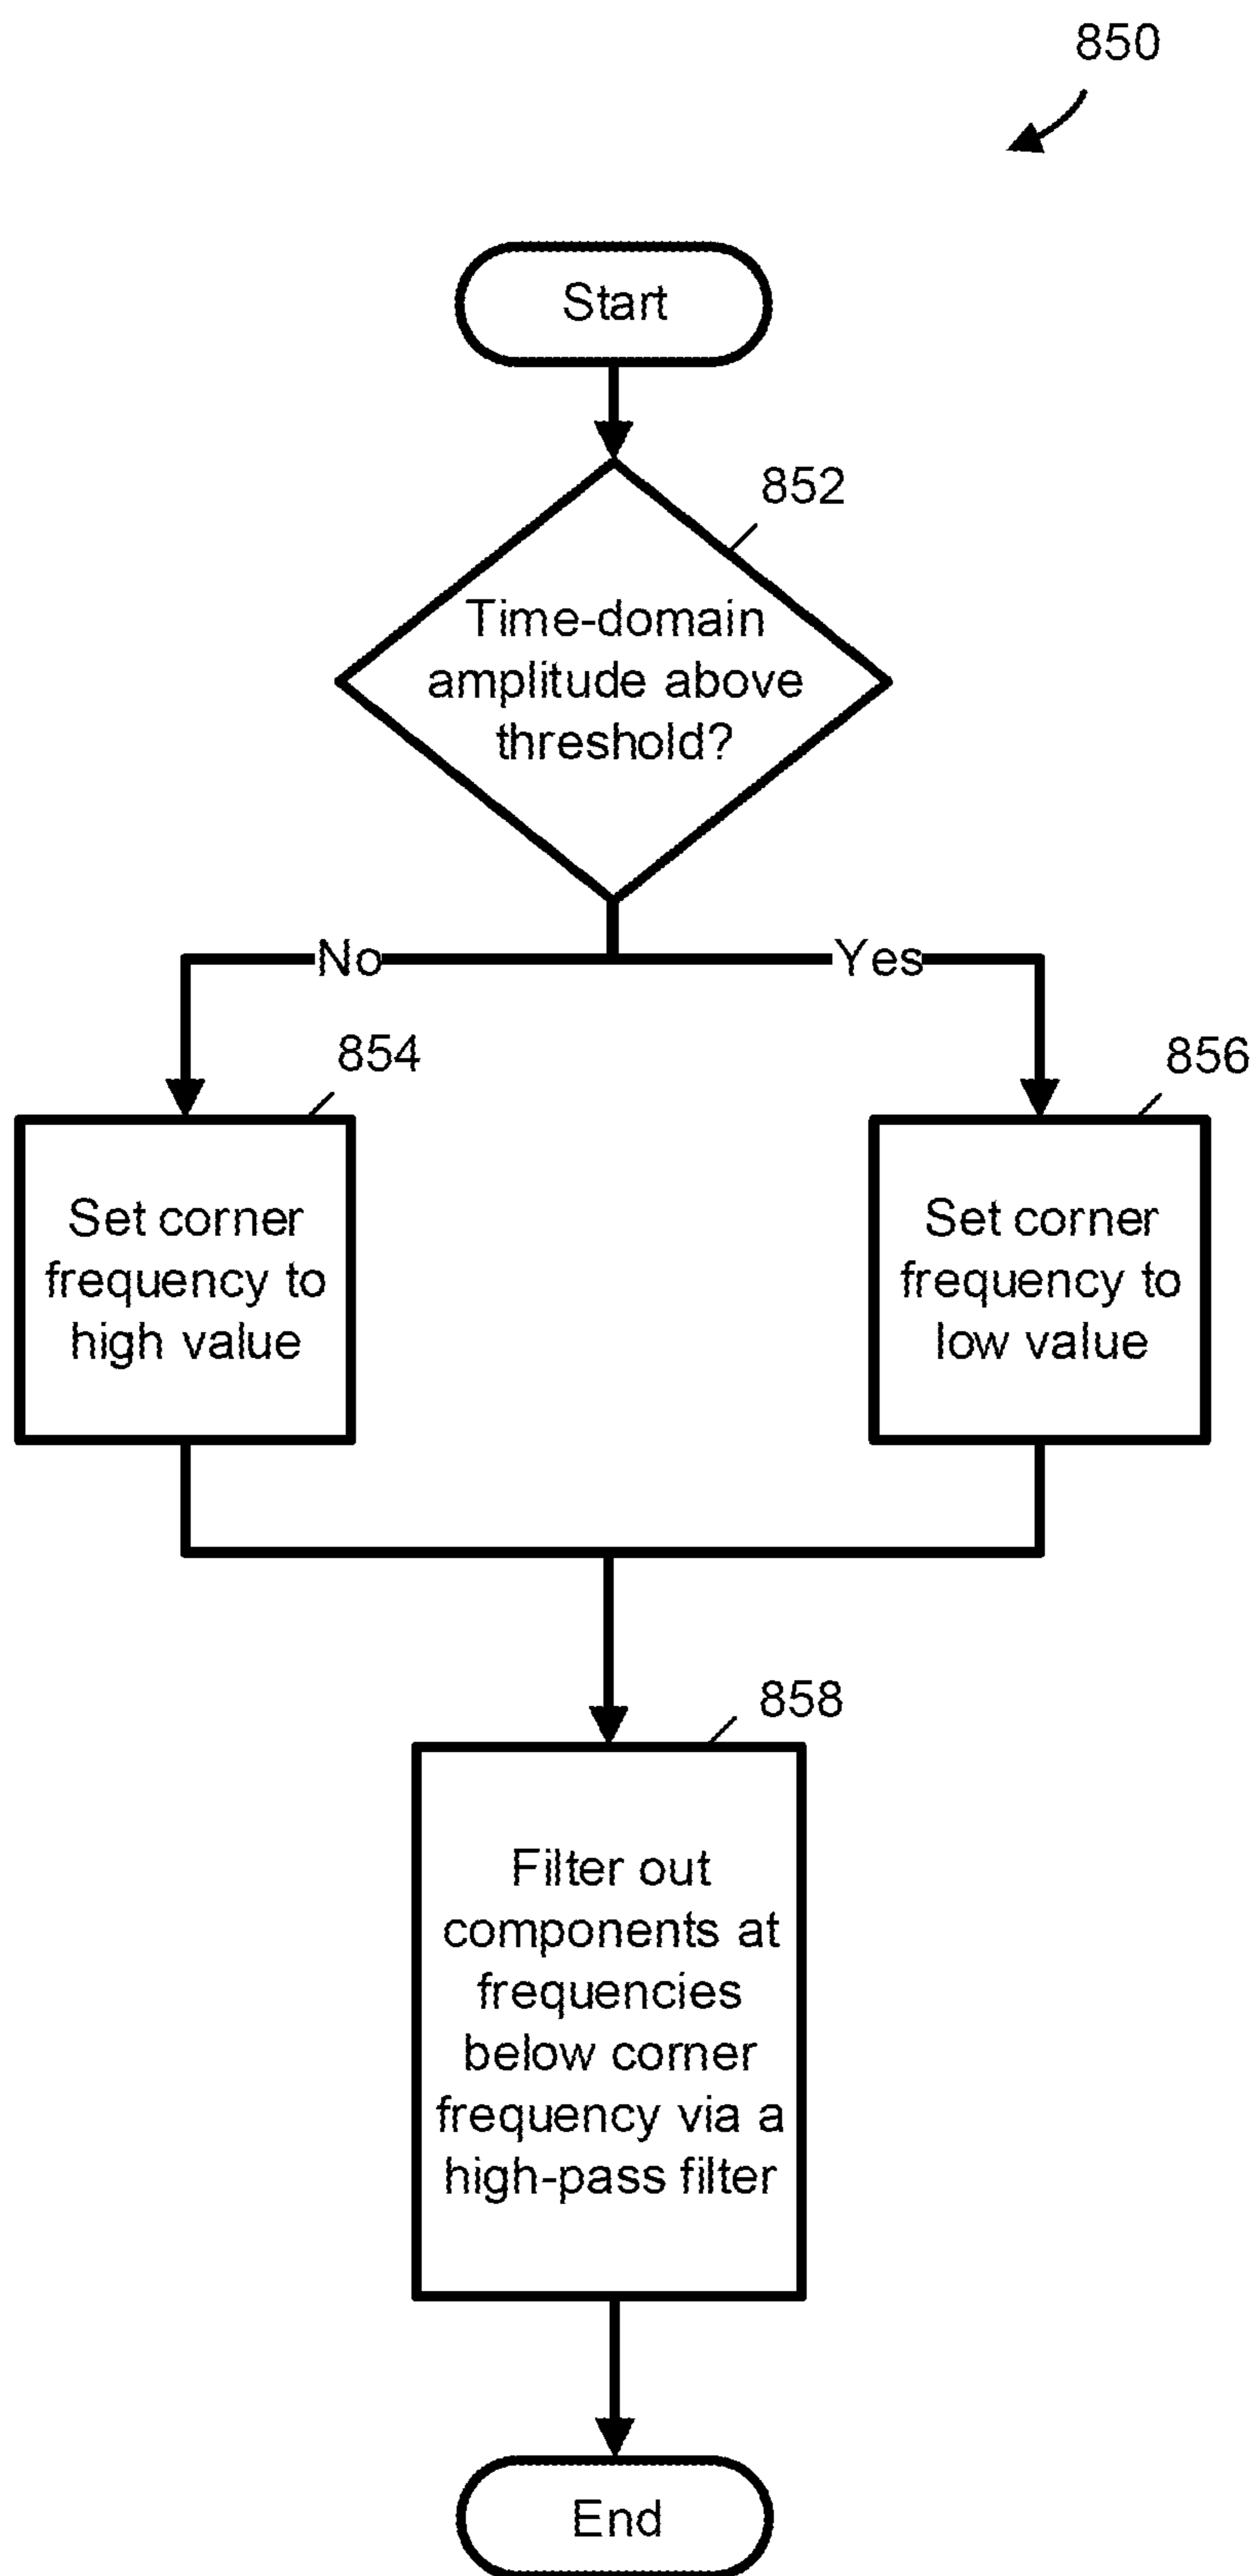 850
Start
852
Time-domain
amplitude above
threshold?
No
Yes
854
856
Set corner
frequency to
high value
Set corner
frequency to
low value
858
Filter out
components at
frequencies
below corner
frequency via a
high-pass filter
End